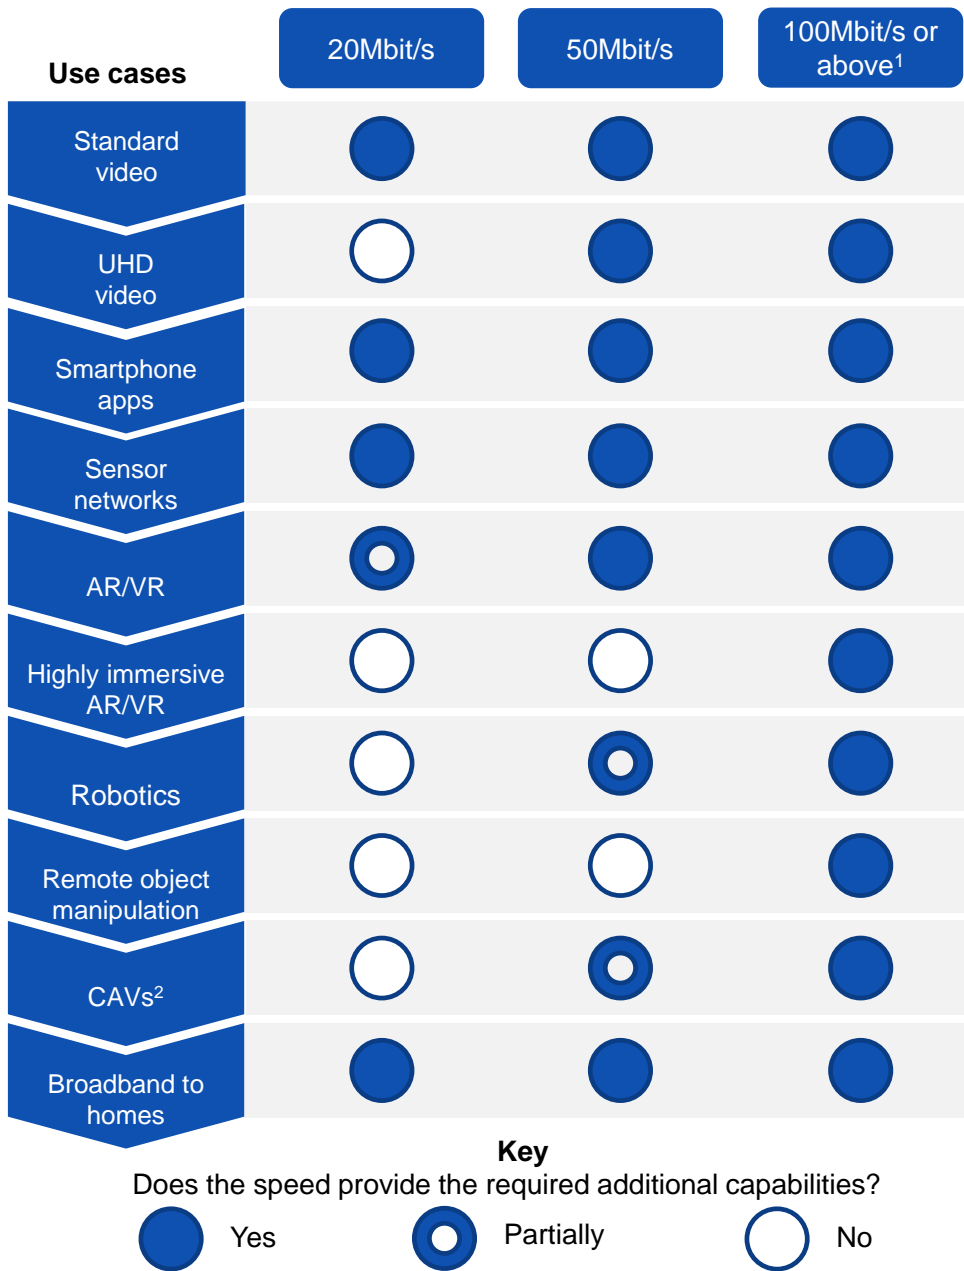 Use cases
20Mbit/s
50Mbit/s
100Mbit/s or
above1
Standard
video
UHD
video
Smartphone
apps
Sensor
networks
AR/VR
Highly immersive
AR/VR
Robotics
Remote object
manipulation
CAVs2
Broadband to
homes
Key
Does the speed provide the required additional capabilities?
Yes
Partially
No